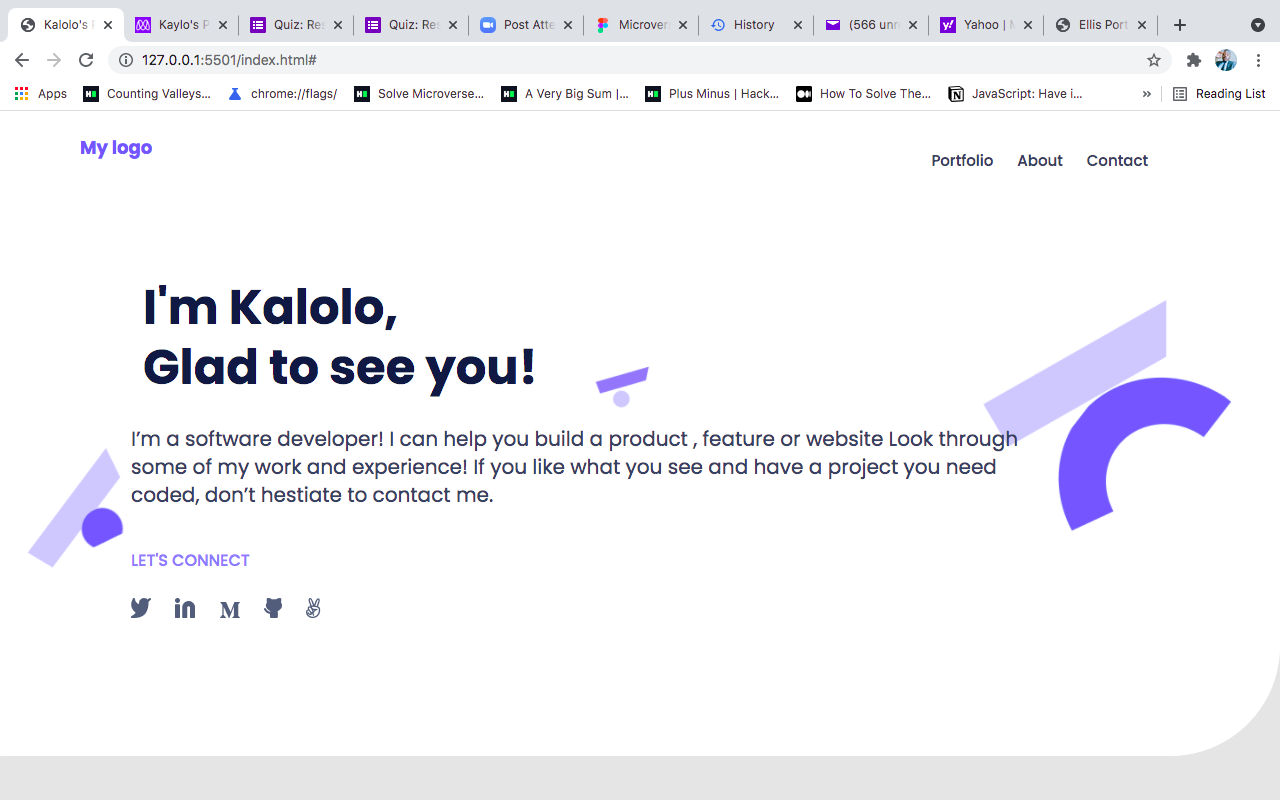 Kalolo's Kaylo's P Quiz: Res Quiz: Res Post Atte Microver History (566 unr Yahoo | M Ellis Port
127.0.0.1:5501/index.html#
Apps Counting Valleys... chrome://flags/ Solve Microverse... A Very Big Sum |... Plus Minus | Hack... How To Solve The... JavaScript: Have i... » Reading List
My logo
Portfolio About Contact
I'm Kalolo,
Glad to see you!
I’m a software developer! I can help you build a product , feature or website Look through
some of my work and experience! If you like what you see and have a project you need
coded, don’t hestiate to contact me.
LET'S CONNECT